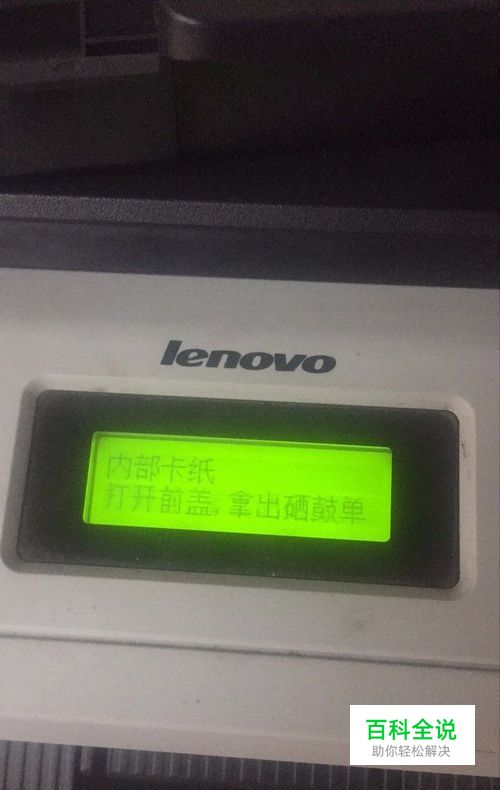 lenovo
内部卡纸
打开前盖,拿出硒鼓单
百科全说
助你轻松解决